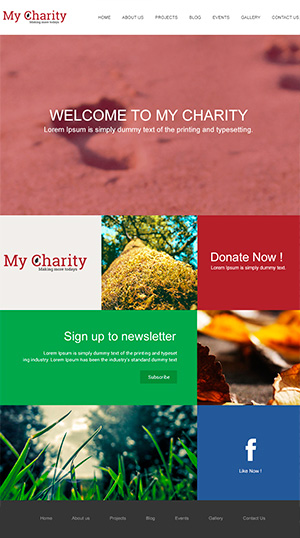 My Charity
Making more todays
HOME ABOUT US PROJECTS BLOG EVENTS GALLERY CONTACT US
WELCOME TO MY CHARITY
Lorem Ipsum is simply dummy text of the printing and typesetting.
My Charity
Making more todays
Donate Now !
Lorem Ipsum is simply dummy text.
Sign up to newsletter
Lorem Ipsum is simply dummy text of the printing and typeset
ing industry. Lorem Ipsum has been the industry's standard dummy text
Subscribe
f
Like Now !
Home About us Projects Blog Events Gallery Contact Us